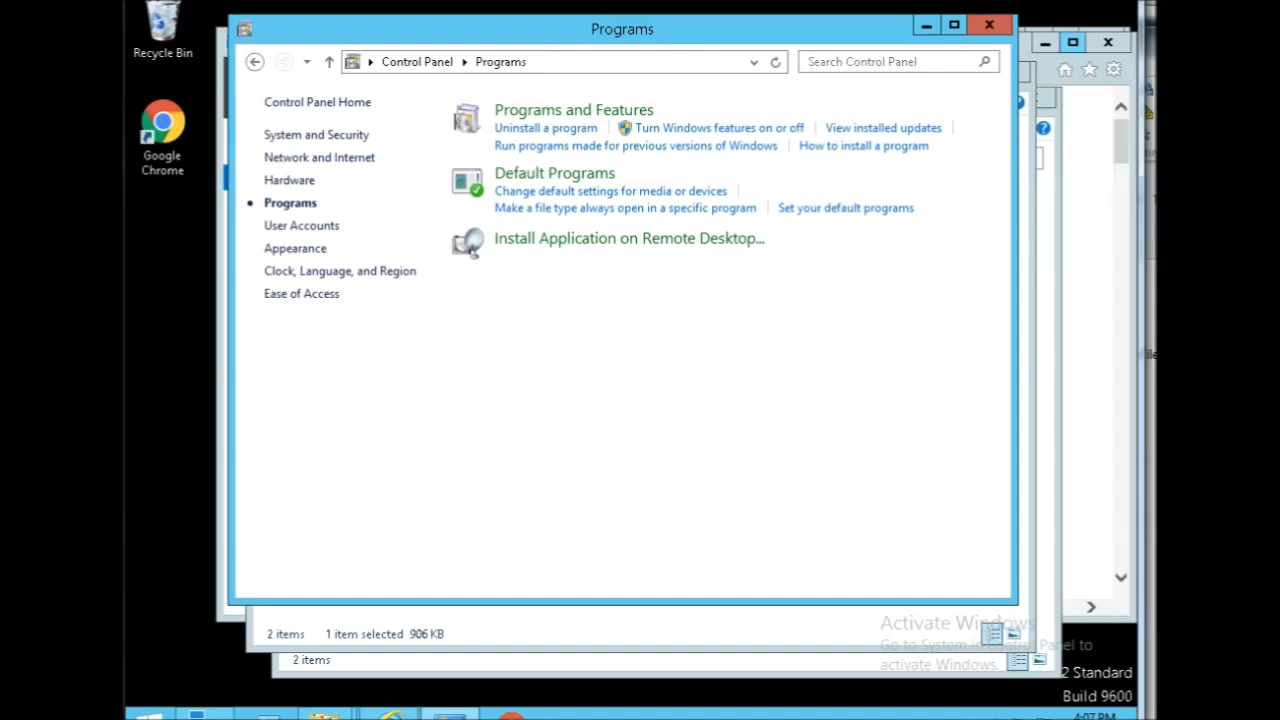 Recycle Bin
Google
Chrome
Programs
Control Panel
Programs
Search Control Panel
Control Panel Home
System and Security
Network and Internet
Hardware
Programs
User Accounts
Appearance
Clock, Language, and Region
Ease of Access
Programs and Features
Uninstall a program
Turn Windows features on or off
View installed updates
Run programs made for previous versions of Windows
How to install a program
Default Programs
Change default settings for media or devices
Make a file type always open in a specific program
Set your default programs
Install Application on Remote Desktop...
2 items
1 item selected 906 KB
2 items
Activate Windows
Go to System in Control Panel to
activate Windows.
2 Standard
Build 9600
4:07 PM